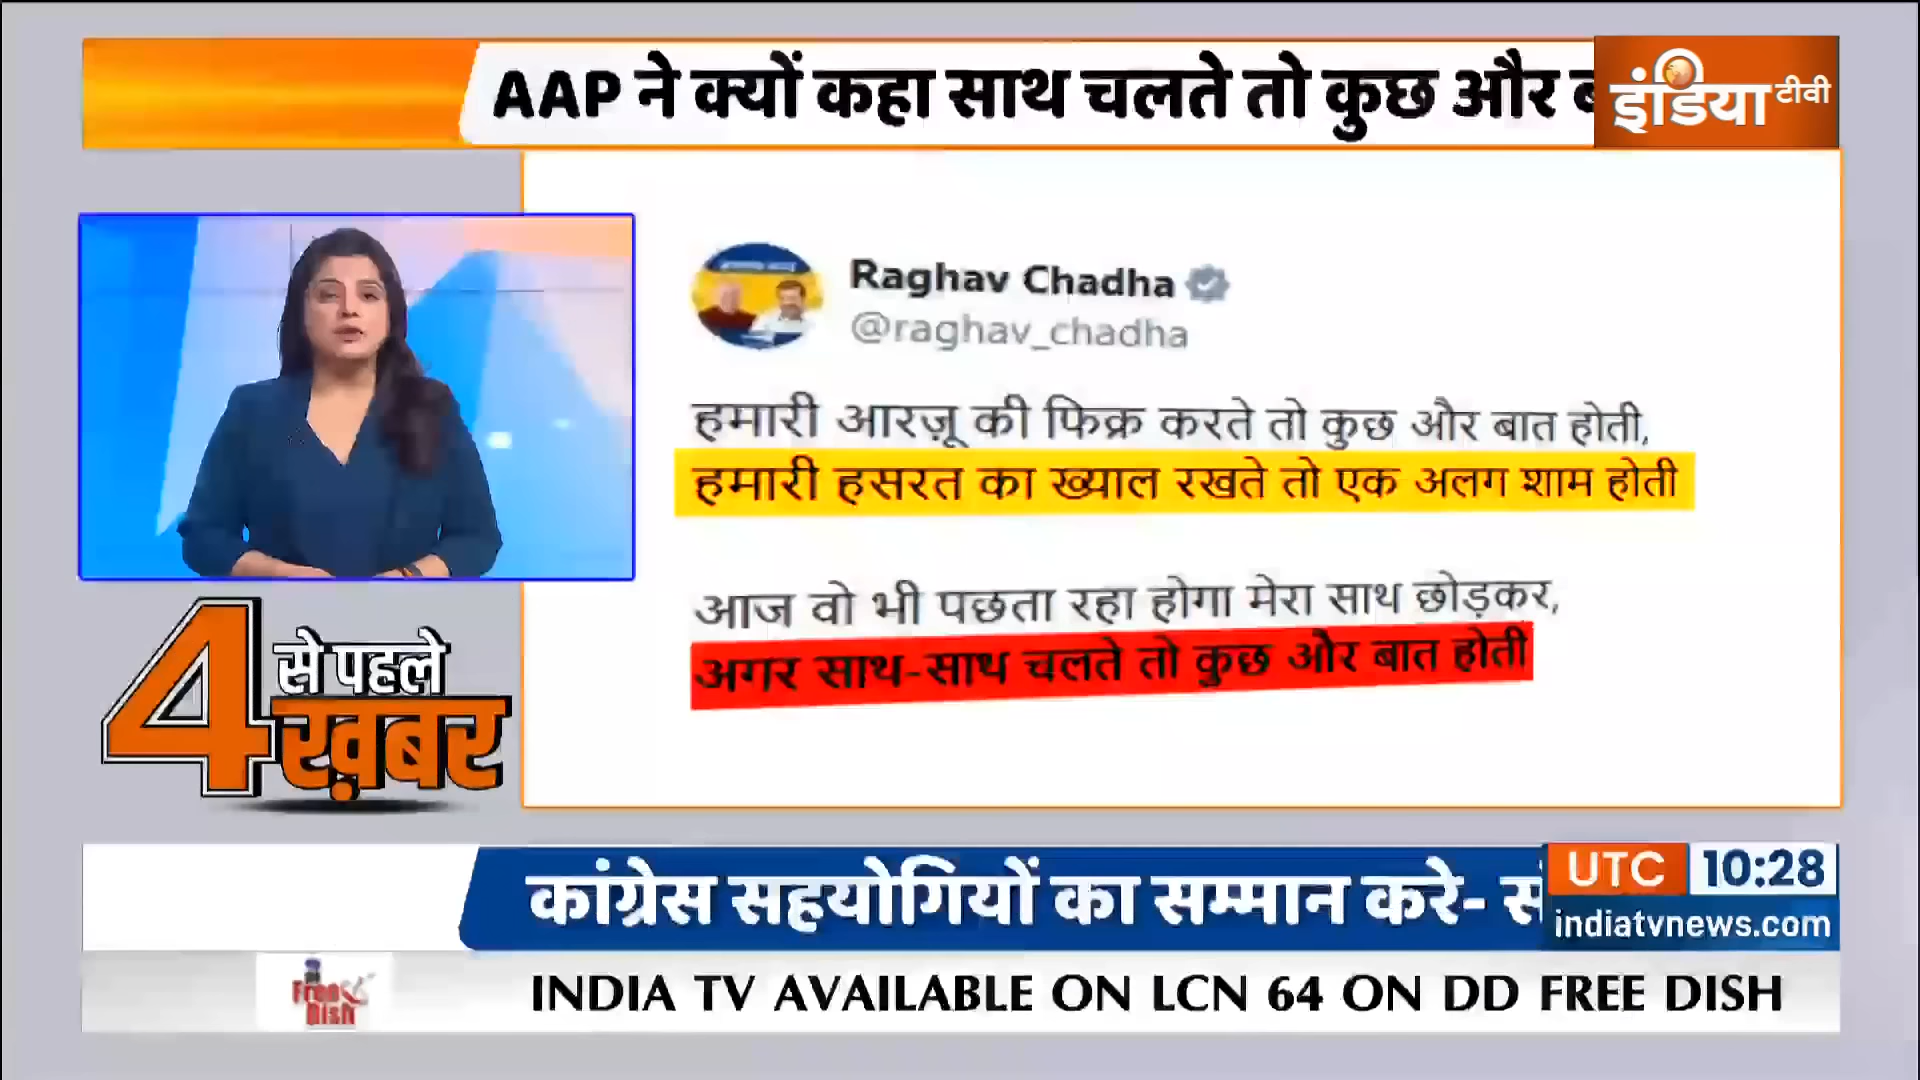 AAP ने क्यों कहा साथ चलते तो कुछ और
इंडिया टीवी
Raghav Chadha
@raghav_chadha
हमारी आरज़ू की फिक्र करते तो कुछ और बात होती,
हमारी हसरत का ख्याल रखते तो एक अलग शाम होती
आज वो भी पछता रहा होगा मेरा साथ छोड़कर,
अगर साथ-साथ चलते तो कुछ और बात होती
4 से पहले
ख़बर
कांग्रेस सहयोगियों का सम्मान करे-
UTC 10:28
indiatvnews.com
Free Dish
INDIA TV AVAILABLE ON LCN 64 ON DD FREE DISH